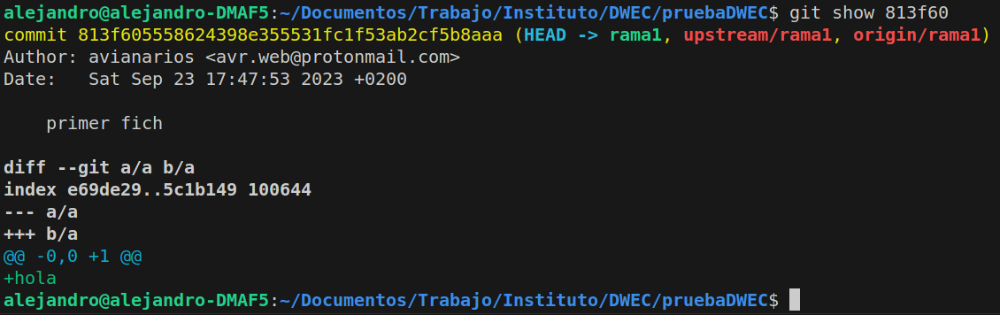 alejandro@alejandro-DMAF5:~/Documentos/Trabajo/Instituto/DWEC/pruebaDWEC$ git show 813f60
commit 813f605558624398e355531fc1f53ab2cf5b8aaa (HEAD -> rama1, upstream/rama1, origin/rama1)
Author: avianarios <avr.web@protonmail.com>
Date:   Sat Sep 23 17:47:53 2023 +0200

    primer fich

diff --git a/a b/a
index e69de29..5c1b149 100644
--- a/a
+++ b/a
@@ -0,0 +1 @@
+hola
alejandro@alejandro-DMAF5:~/Documentos/Trabajo/Instituto/DWEC/pruebaDWEC$